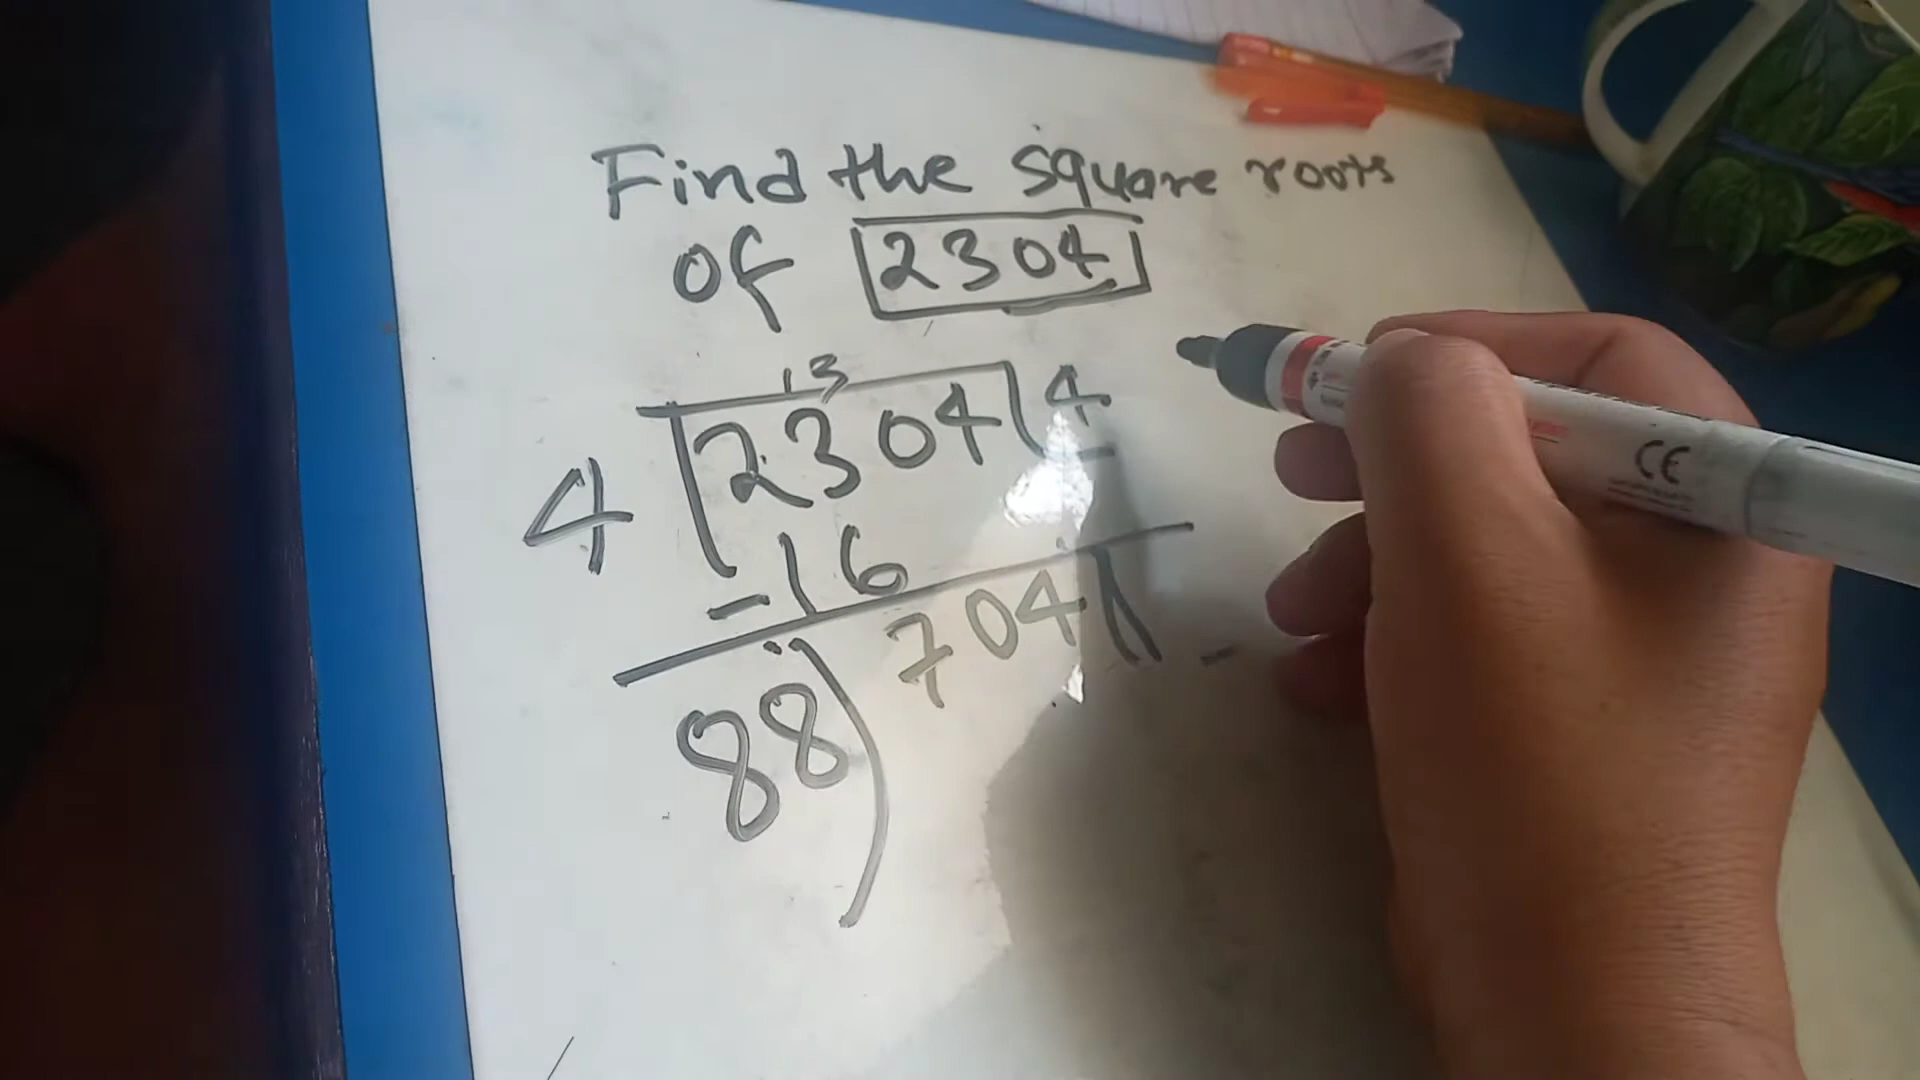 Find the square roots
of 2304
13
4 2304 4
-16
88) 704
CE